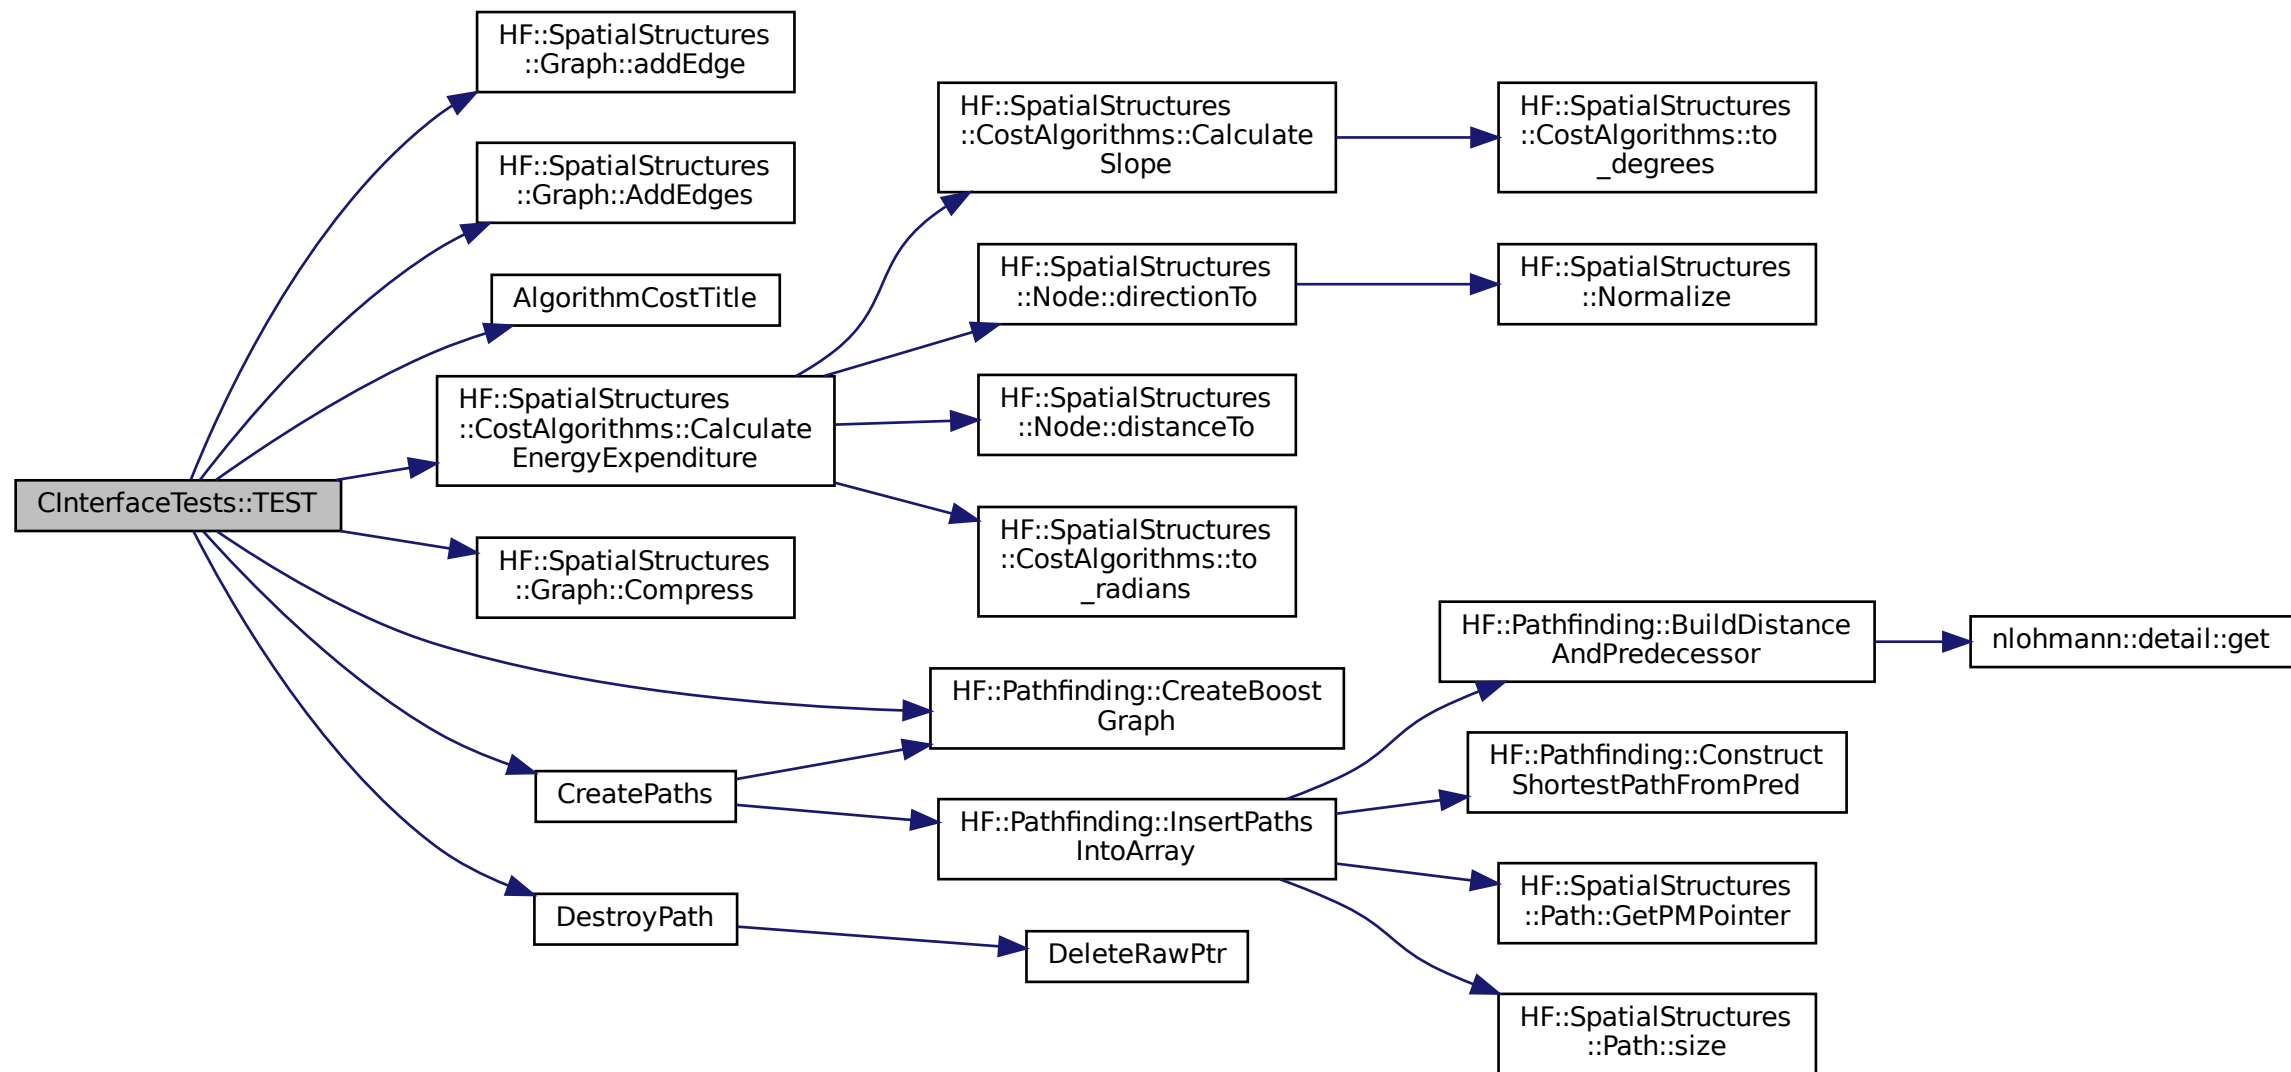 HF::SpatialStructures
::Graph::addEdge
HF::SpatialStructures
::Graph::AddEdges
AlgorithmCostTitle
HF::SpatialStructures
::CostAlgorithms::Calculate
EnergyExpenditure
CInterfaceTests::TEST
HF::SpatialStructures
::Graph::Compress
CreatePaths
DestroyPath
HF::SpatialStructures
::CostAlgorithms::Calculate
Slope
HF::SpatialStructures
::Node::directionTo
HF::SpatialStructures
::Node::distanceTo
HF::SpatialStructures
::CostAlgorithms::to
_radians
HF::Pathfinding::CreateBoost
Graph
HF::Pathfinding::InsertPaths
IntoArray
DeleteRawPtr
HF::SpatialStructures
::CostAlgorithms::to
_degrees
HF::SpatialStructures
::Normalize
HF::Pathfinding::BuildDistance
AndPredecessor
HF::Pathfinding::Construct
ShortestPathFromPred
HF::SpatialStructures
::Path::GetPMPointer
HF::SpatialStructures
::Path::size
nlohmann::detail::get